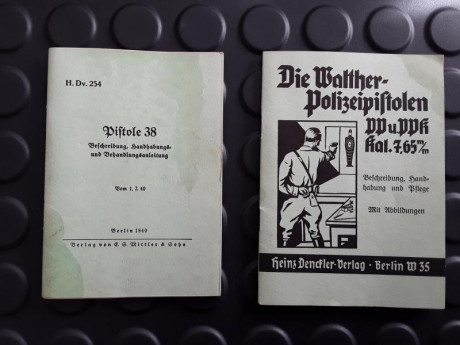 H. Dv. 254
Pistole 38
Beschreibung, Handhabungs-
und Behandlungsanleitung
Vom 1. 2. 40
Berlin 1940
Verlag von E. S. Mittler & Sohn
Die Walther-
Polizeipistolen
PP u PPK
Kal. 7,65 m/m
Beschreibung, Hand-
habung und Pflege
Mit Abbildungen
Heinz Denckler-Verlag - Berlin W 35